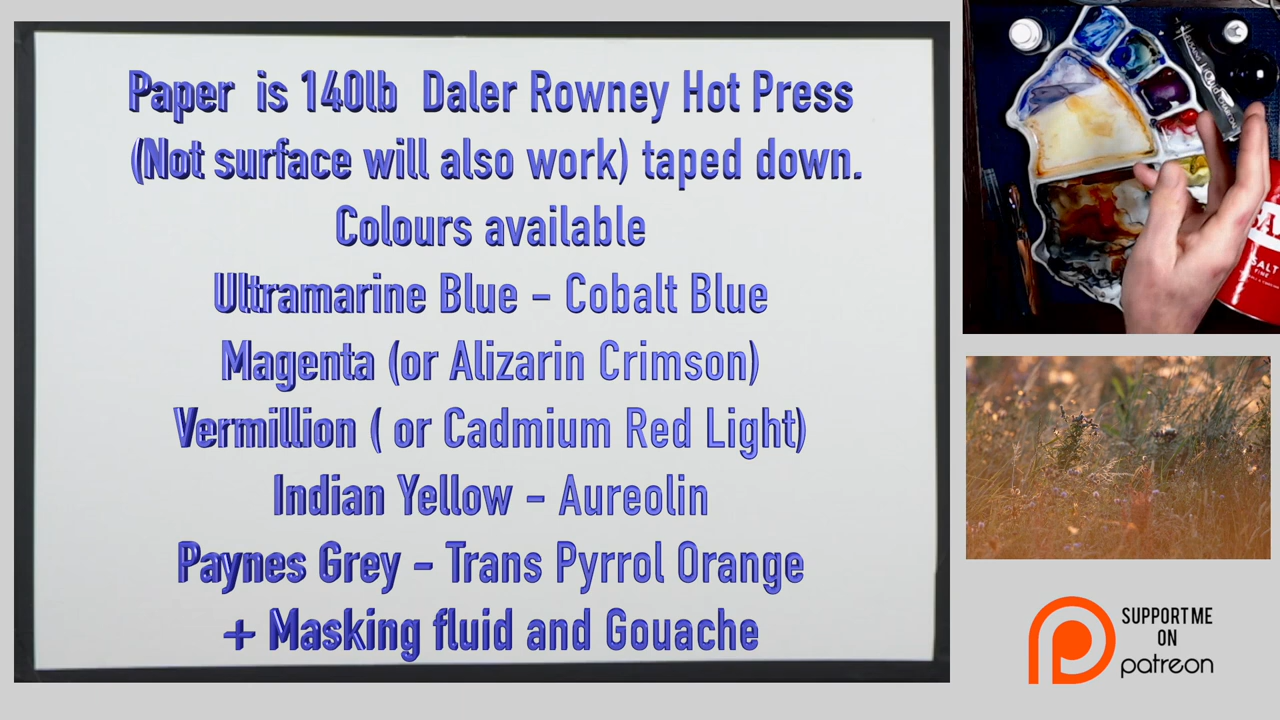 Paper is 140lb Daler Rowney Hot Press
(Not surface will also work) taped down.
Colours available
Ultramarine Blue - Cobalt Blue
Magenta (or Alizarin Crimson)
Vermillion ( or Cadmium Red Light)
Indian Yellow - Aureolin
Paynes Grey - Trans Pyrrol Orange
+ Masking fluid and Gouache
SALT
FINE
SUPPORT ME
ON
patreon